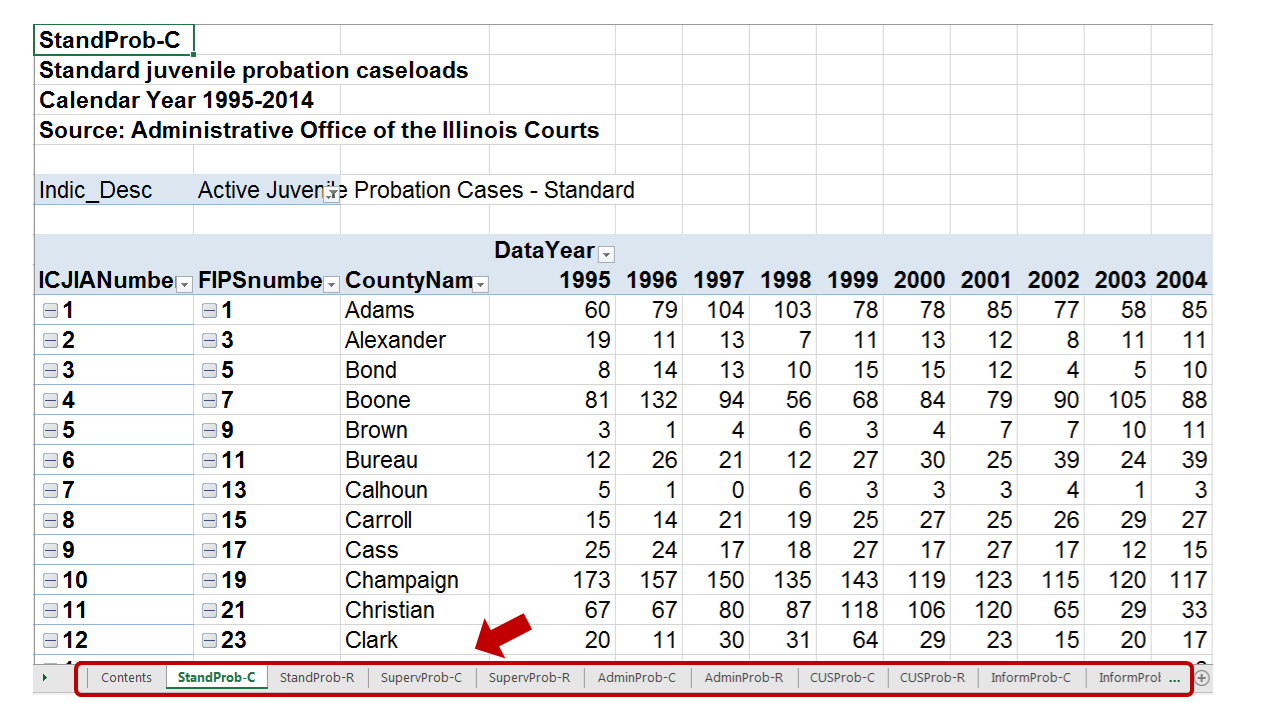 StandProb-C
Standard juvenile probation caseloads
Calendar Year 1995-2014
Source: Administrative Office of the Illinois Courts
Indic_Desc Active Juvenile Probation Cases - Standard
DataYear
ICJIANumbe FIPSnumbe CountyNam 1995 1996 1997 1998 1999 2000 2001 2002 2003 2004
1 1 Adams 60 79 104 103 78 78 85 77 58 85
2 3 Alexander 19 11 13 7 11 13 12 8 11 11
3 5 Bond 8 14 13 10 15 15 12 4 5 10
4 7 Boone 81 132 94 56 68 84 79 90 105 88
5 9 Brown 3 1 4 6 3 4 7 7 10 11
6 11 Bureau 12 26 21 12 27 30 25 39 24 39
7 13 Calhoun 5 1 0 6 3 3 3 4 1 3
8 15 Carroll 15 14 21 19 25 27 25 26 29 27
9 17 Cass 25 24 17 18 27 17 27 17 12 15
10 19 Champaign 173 157 150 135 143 119 123 115 120 117
11 21 Christian 67 67 80 87 118 106 120 65 29 33
12 23 Clark 20 11 30 31 64 29 23 15 20 17
Contents StandProb-C StandProb-R SupervProb-C SupervProb-R AdminProb-C AdminProb-R CUSProb-C CUSProb-R InformProb-C InformProb ...